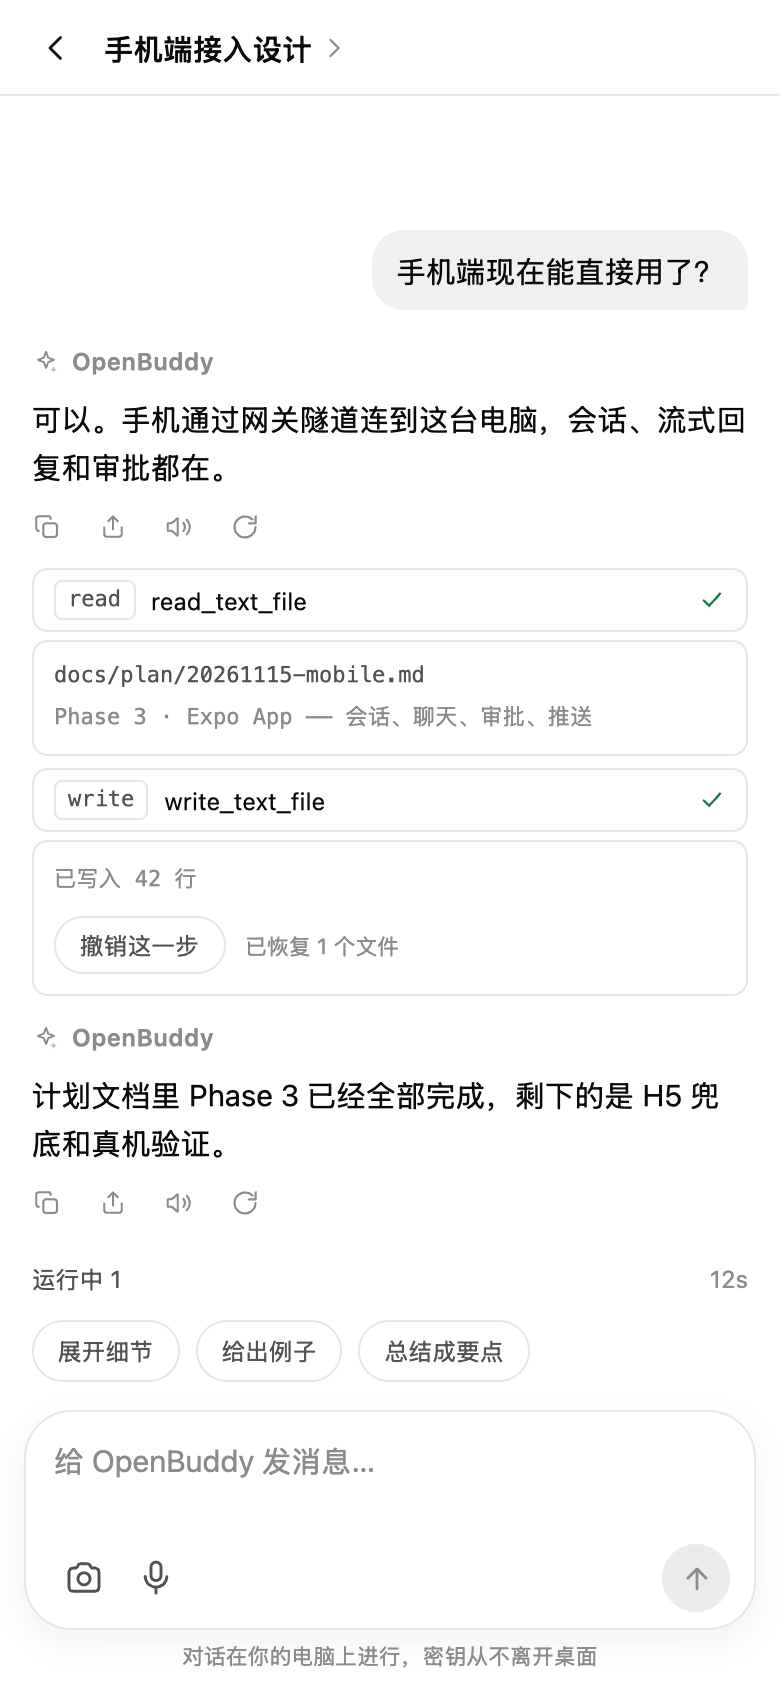 手机端接入设计
手机端现在能直接用了?
OpenBuddy
可以。手机通过网关隧道连到这台电脑，会话、流式回
复和审批都在。
read read_text_file
docs/plan/20261115-mobile.md
Phase 3 · Expo App — 会话、聊天、审批、推送
write write_text_file
已写入 42 行
撤销这一步 已恢复 1 个文件
OpenBuddy
计划文档里 Phase 3 已经全部完成，剩下的是 H5 兜
底和真机验证。
运行中 1 12s
展开细节 给出例子 总结成要点
给 OpenBuddy 发消息...
对话在你的电脑上进行，密钥从不离开桌面